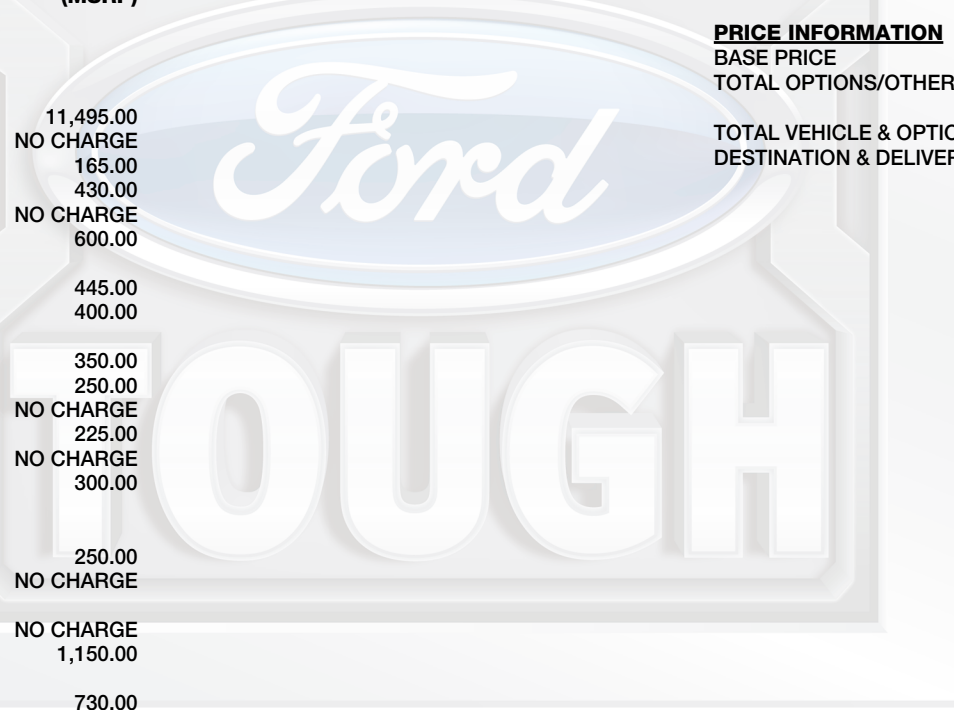 (MSRP)
11,495.00
NO CHARGE
165.00
430.00
NO CHARGE
600.00
445.00
400.00
350.00
250.00
NO CHARGE
225.00
NO CHARGE
300.00
250.00
NO CHARGE
NO CHARGE
1,150.00
730.00
PRICE INFORMATION
BASE PRICE
TOTAL OPTIONS/OTHER
TOTAL VEHICLE & OPTIO
DESTINATION & DELIVER
Ford
TOUGH